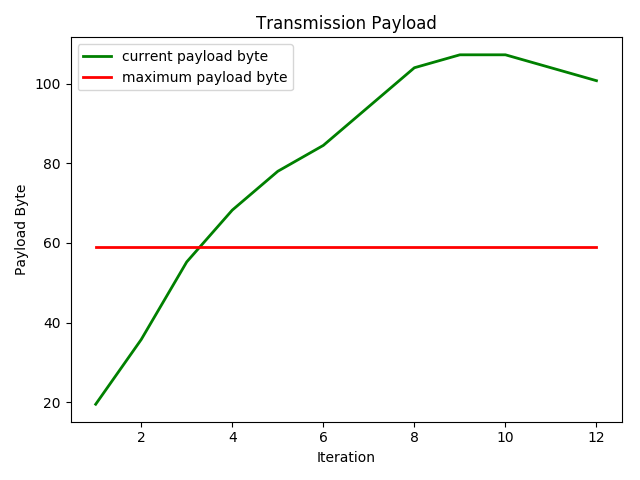 Transmission Payload
current payload byte
maximum payload byte
Payload Byte
100
80
60
40
20
2 4 6 8 10 12
Iteration